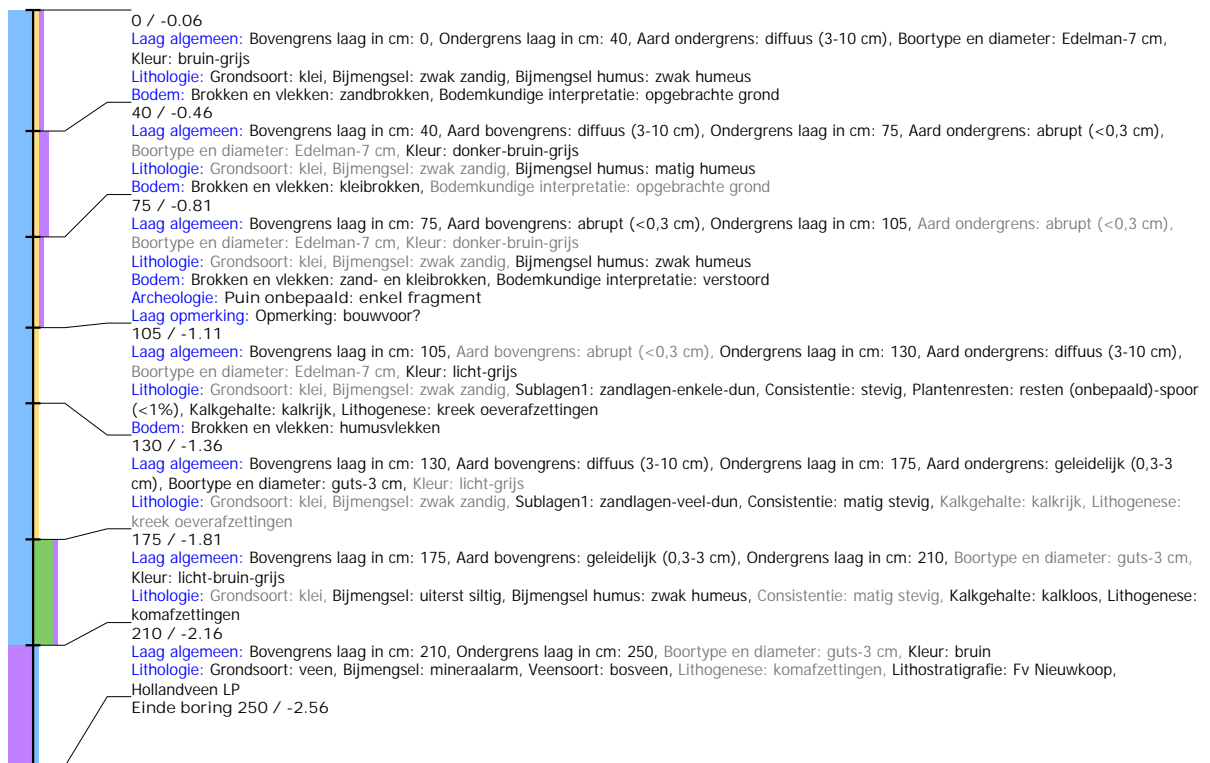 0 / -0.06
Laag algemeen: Bovengrens laag in cm: 0, Ondergrens laag in cm: 40, Aard ondergrens: diffuus (3-10 cm), Boortype en diameter: Edelman-7 cm,
Kleur: bruin-grijs
Lithologie: Grondsoort: klei, Bijmengsel: zwak zandig, Bijmengsel humus: zwak humeus
Bodem: Brokken en vlekken: zandbrokken, Bodemkundige interpretatie: opgebrachte grond
40 / -0.46
Laag algemeen: Bovengrens laag in cm: 40, Aard bovengrens: diffuus (3-10 cm), Ondergrens laag in cm: 75, Aard ondergrens: abrupt (<0,3 cm),
Boortype en diameter: Edelman-7 cm, Kleur: donker-bruin-grijs
Lithologie: Grondsoort: klei, Bijmengsel: zwak zandig, Bijmengsel humus: matig humeus
Bodem: Brokken en vlekken: kleibrokken, Bodemkundige interpretatie: opgebrachte grond
75 / -0.81
Laag algemeen: Bovengrens laag in cm: 75, Aard bovengrens: abrupt (<0,3 cm), Ondergrens laag in cm: 105, Aard ondergrens: abrupt (<0,3 cm),
Boortype en diameter: Edelman-7 cm, Kleur: donker-bruin-grijs
Lithologie: Grondsoort: klei, Bijmengsel: zwak zandig, Bijmengsel humus: zwak humeus
Bodem: Brokken en vlekken: zand- en kleibrokken, Bodemkundige interpretatie: verstoord
Archeologie: Puin onbepaald: enkel fragment
Laag opmerking: Opmerking: bouwvoor?
105 / -1.11
Laag algemeen: Bovengrens laag in cm: 105, Aard bovengrens: abrupt (<0,3 cm), Ondergrens laag in cm: 130, Aard ondergrens: diffuus (3-10 cm),
Boortype en diameter: Edelman-7 cm, Kleur: licht-grijs
Lithologie: Grondsoort: klei, Bijmengsel: zwak zandig, Sublagen1: zandlagen-enkele-dun, Consistentie: stevig, Plantenresten: resten (onbepaald)-spoor
(<1%), Kalkgehalte: kalkrijk, Lithogenese: kreek oeverafzettingen
Bodem: Brokken en vlekken: humusvlekken
130 / -1.36
Laag algemeen: Bovengrens laag in cm: 130, Aard bovengrens: diffuus (3-10 cm), Ondergrens laag in cm: 175, Aard ondergrens: geleidelijk (0,3-3
cm), Boortype en diameter: guts-3 cm, Kleur: licht-grijs
Lithologie: Grondsoort: klei, Bijmengsel: zwak zandig, Sublagen1: zandlagen-veel-dun, Consistentie: matig stevig, Kalkgehalte: kalkrijk, Lithogenese:
kreek oeverafzettingen
175 / -1.81
Laag algemeen: Bovengrens laag in cm: 175, Aard bovengrens: geleidelijk (0,3-3 cm), Ondergrens laag in cm: 210, Boortype en diameter: guts-3 cm,
Kleur: licht-bruin-grijs
Lithologie: Grondsoort: klei, Bijmengsel: uiterst siltig, Bijmengsel humus: zwak humeus, Consistentie: matig stevig, Kalkgehalte: kalkloos, Lithogenese:
komafzettingen
210 / -2.16
Laag algemeen: Bovengrens laag in cm: 210, Ondergrens laag in cm: 250, Boortype en diameter: guts-3 cm, Kleur: bruin
Lithologie: Grondsoort: veen, Bijmengsel: mineraalarm, Veensoort: bosveen, Lithogenese: komafzettingen, Lithostratigrafie: Fv Nieuwkoop,
Hollandveen LP
Einde boring 250 / -2.56